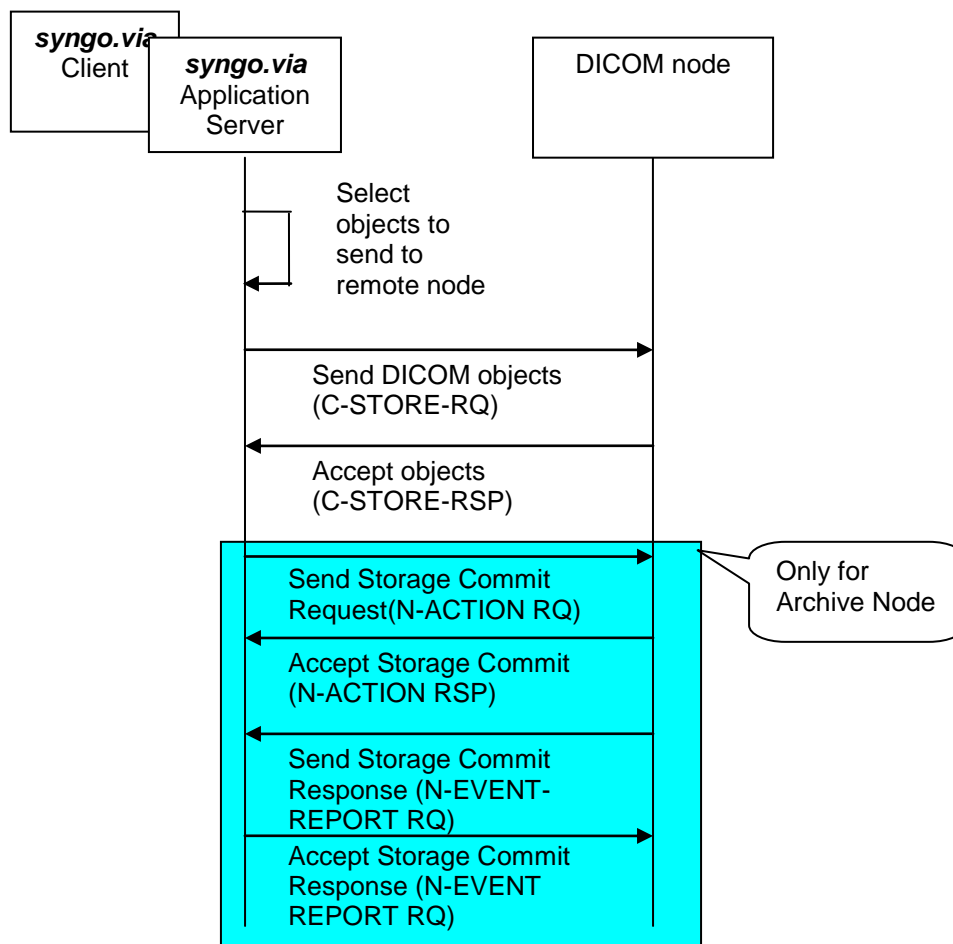 syngo.via
Client
syngo.via
Application
Server
DICOM node
Select
objects to
send to
remote node
Send DICOM objects
(C-STORE-RQ)
Accept objects
(C-STORE-RSP)
Only for
Archive Node
Send Storage Commit
Request(N-ACTION RQ)
Accept Storage Commit
(N-ACTION RSP)
Send Storage Commit
Response (N-EVENT-
REPORT RQ)
Accept Storage Commit
Response (N-EVENT
REPORT RQ)